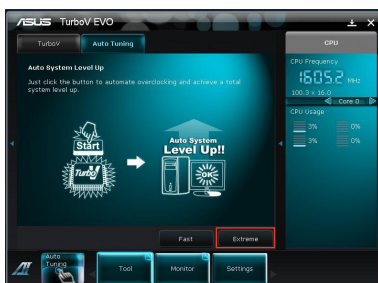 ASUS TurboV EVO
TurboV
Auto Tuning
CPU
Auto System Level Up
Just click the button to automate overclocking and achieve a total
system level up.
CPU Frequency
1605.2 MHz
100.3 x 16.0
Core 0
CPU Usage
3% 0%
3% 0%
Start
Turbo
Auto System
Level Up!!
OK
Fast
Extreme
Auto
Tuning
Tool
Monitor
Settings